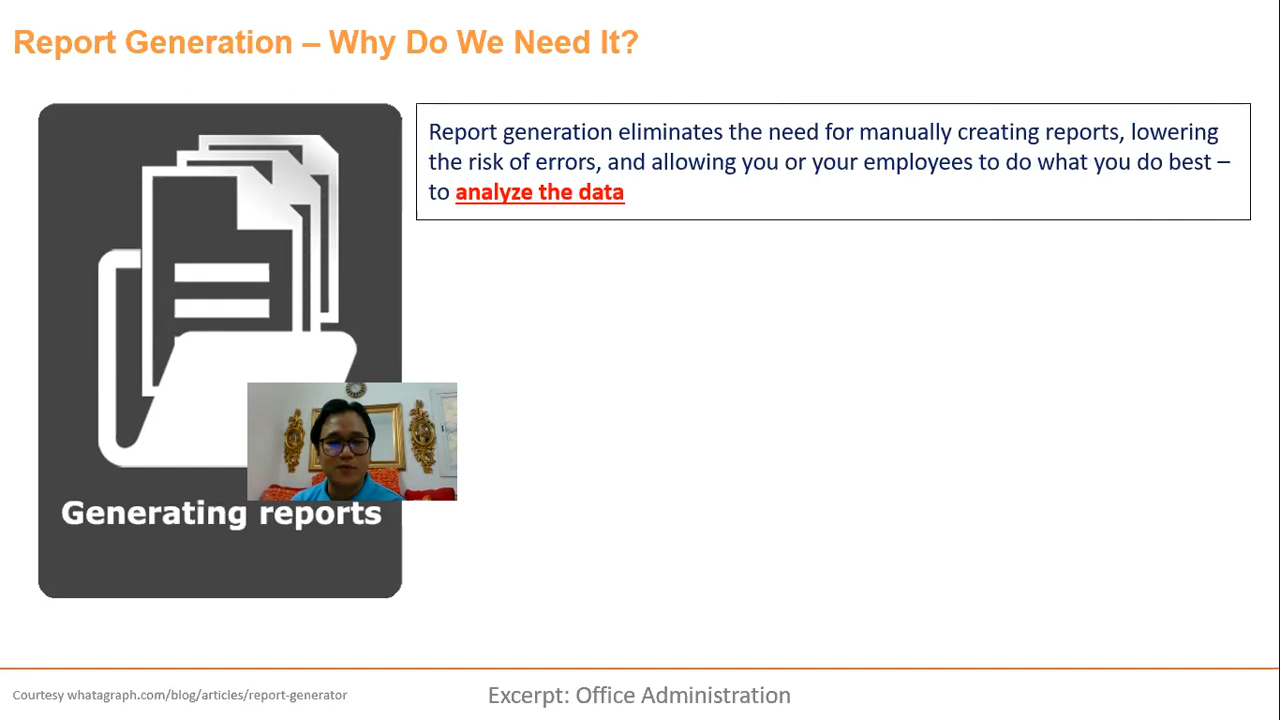 Report Generation – Why Do We Need It?
Report generation eliminates the need for manually creating reports, lowering
the risk of errors, and allowing you or your employees to do what you do best –
to analyze the data
Generating reports
Courtesy whatagraph.com/blog/articles/report-generator
Excerpt: Office Administration